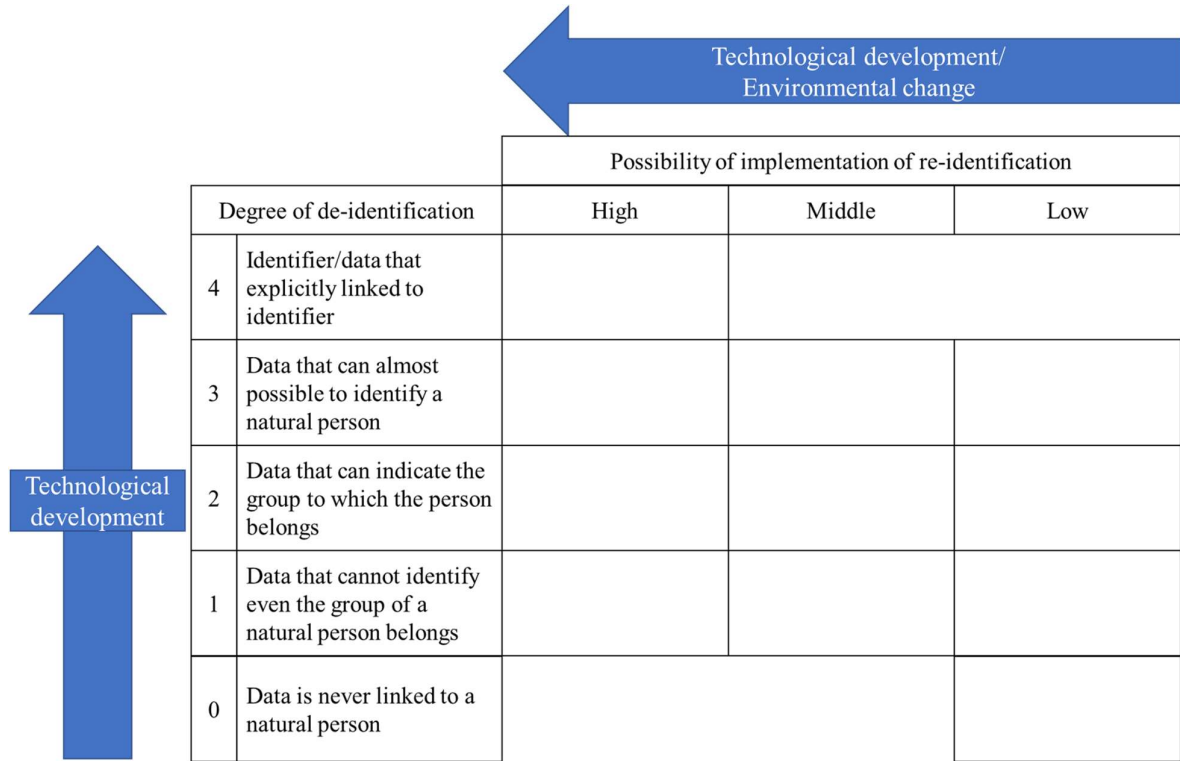 Technological development/
Environmental change
Possibility of implementation of re-identification
Degree of de-identification
High
Middle
Low
4
Identifier/data that
explicitly linked to
identifier
3
Data that can almost
possible to identify a
natural person
Technological
development
2
Data that can indicate the
group to which the person
belongs
1
Data that cannot identify
even the group of a
natural person belongs
0
Data is never linked to a
natural person